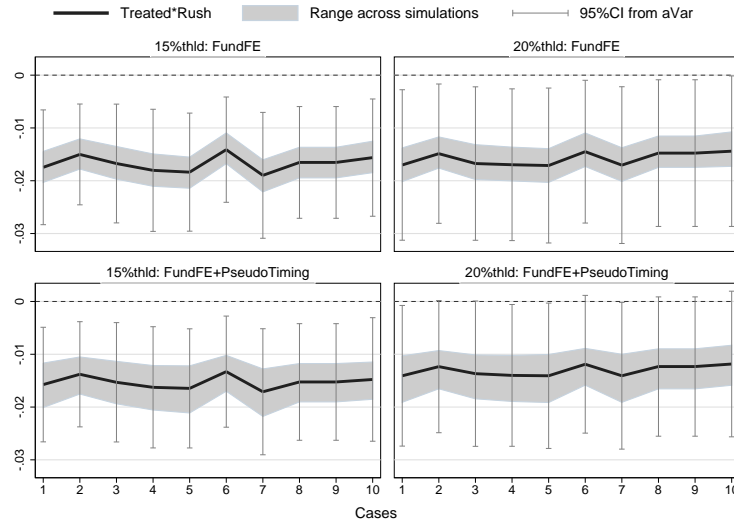 Treated*Rush Range across simulations 95%CI from aVar
15%thld: FundFE 20%thld: FundFE
0
-.01
-.02
-.03
15%thld: FundFE+PseudoTiming 20%thld: FundFE+PseudoTiming
0
-.01
-.02
-.03
1 2 3 4 5 6 7 8 9 10 1 2 3 4 5 6 7 8 9 10
Cases